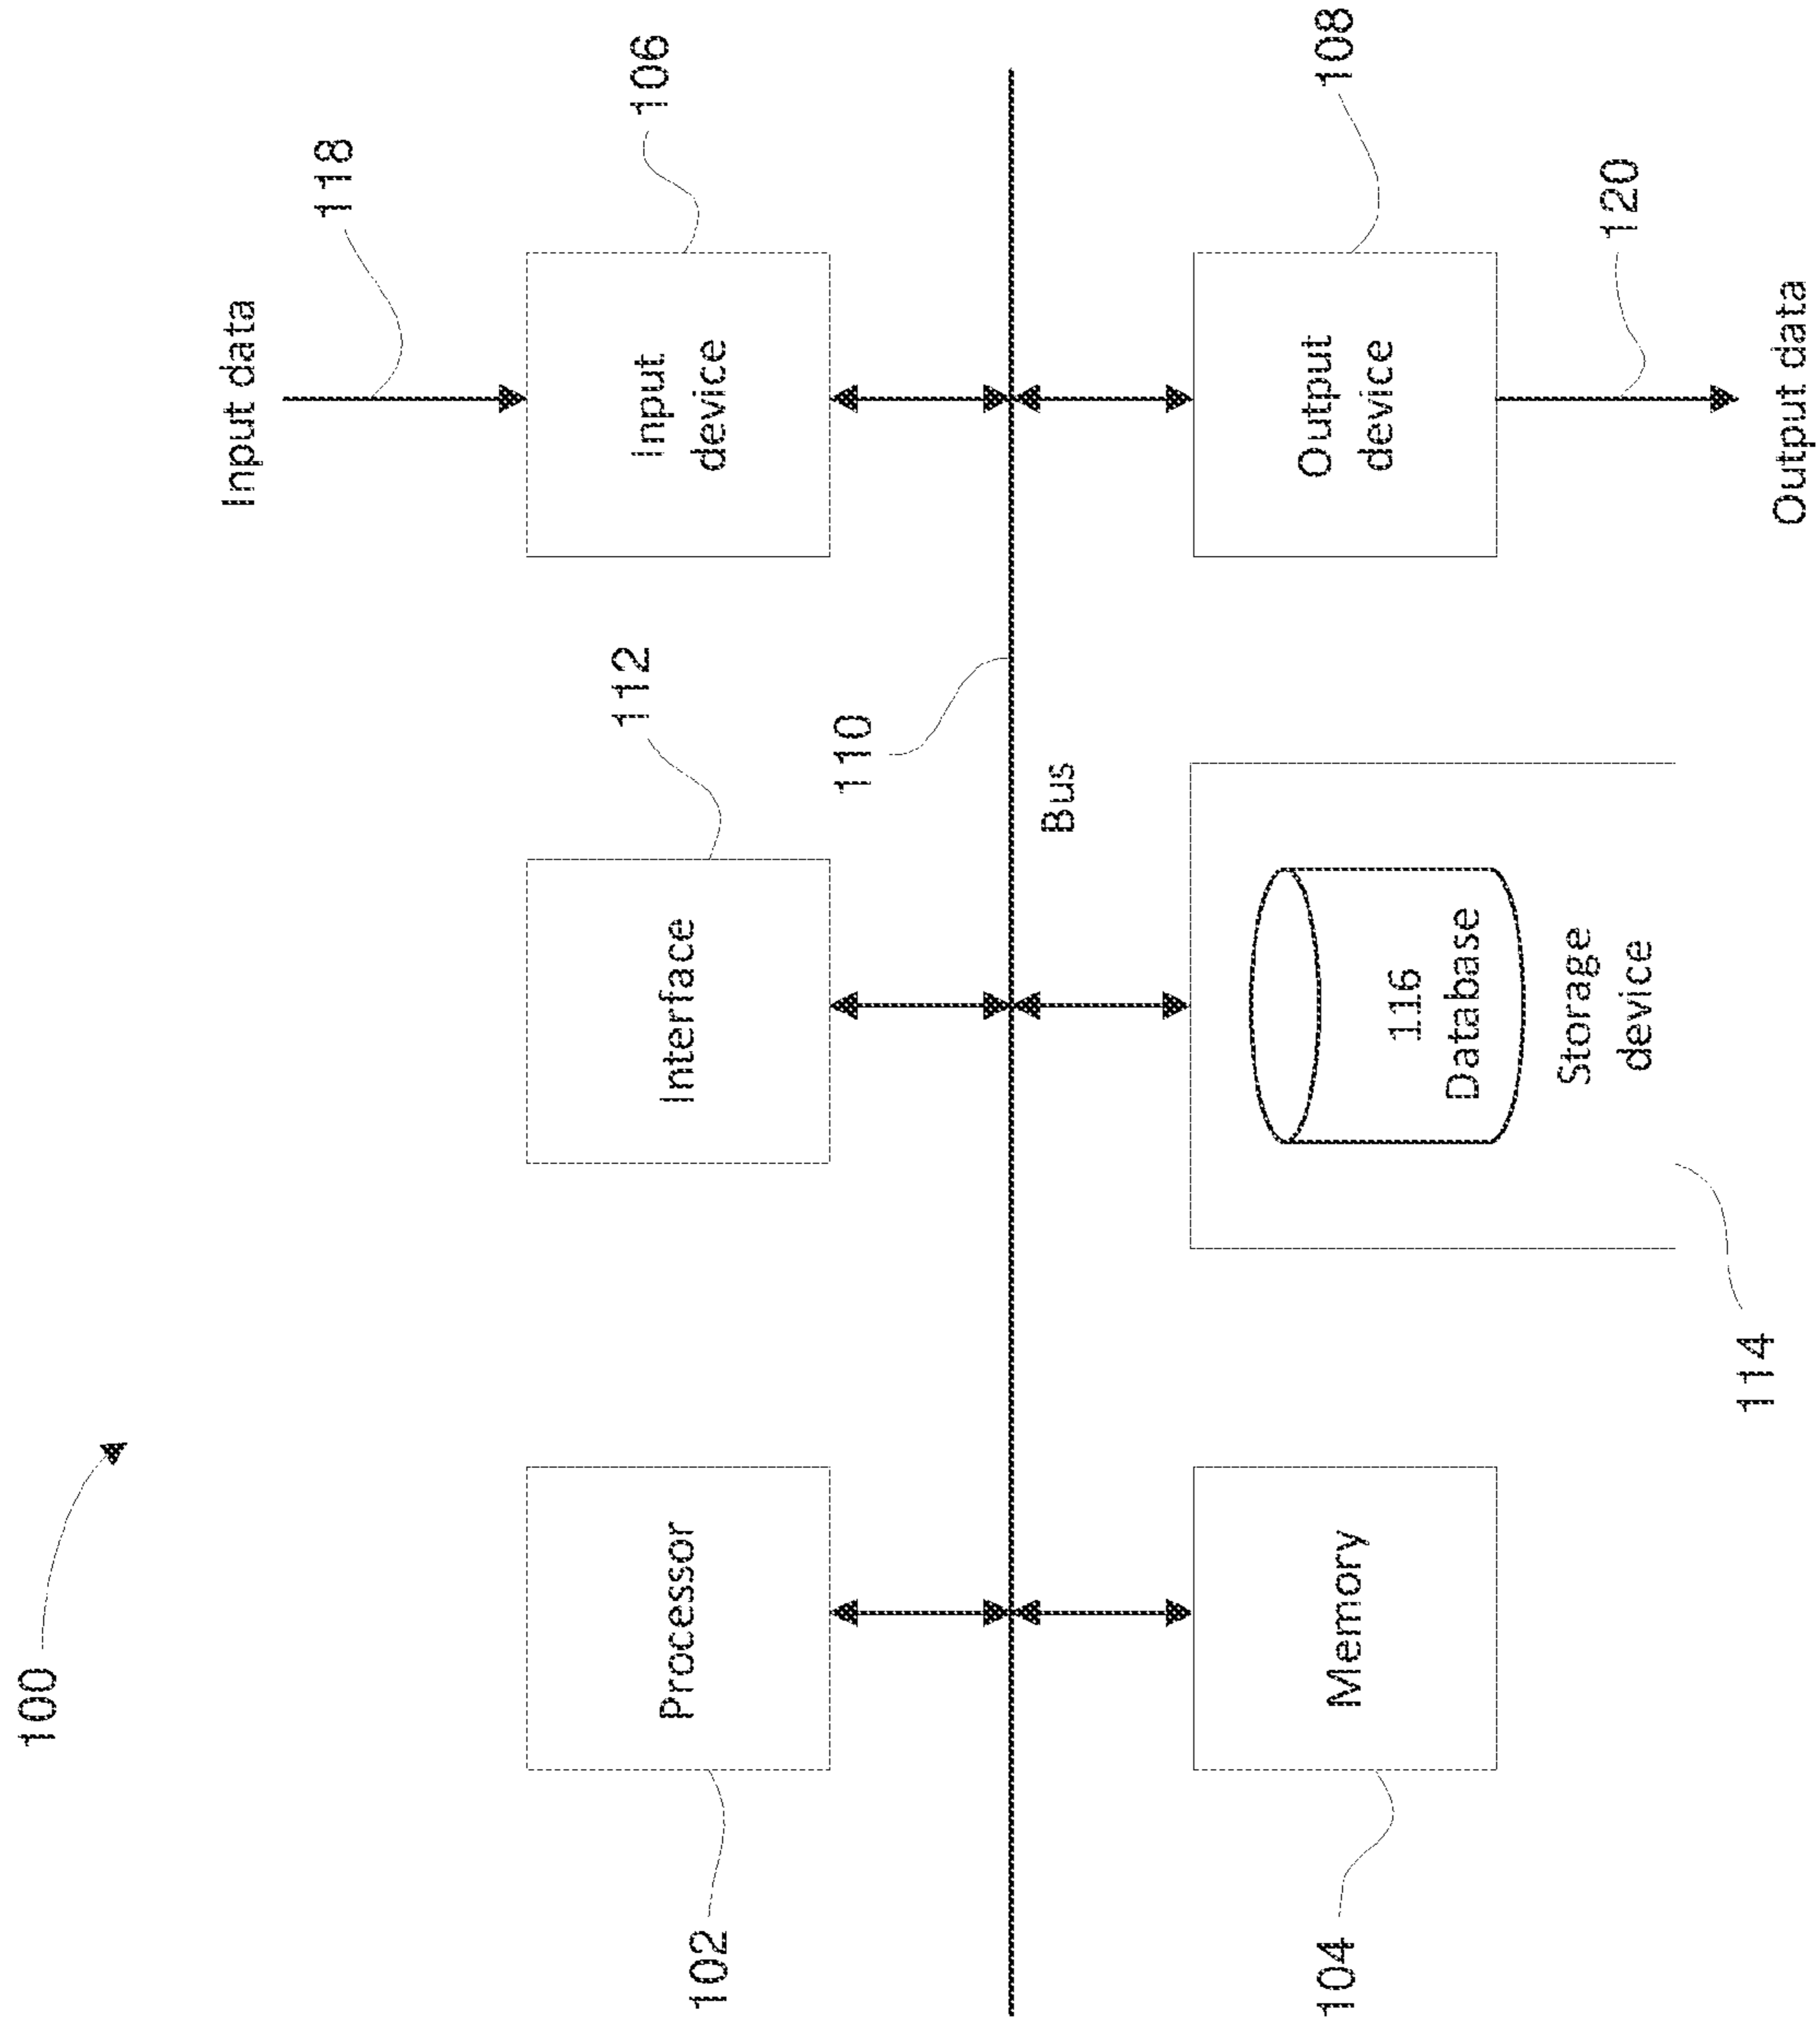 100
Input data
118
102
Processor
112
Interface
106
Input
device
110
Bus
104
Memory
116
Database
Storage
device
114
108
Output
device
120
Output data